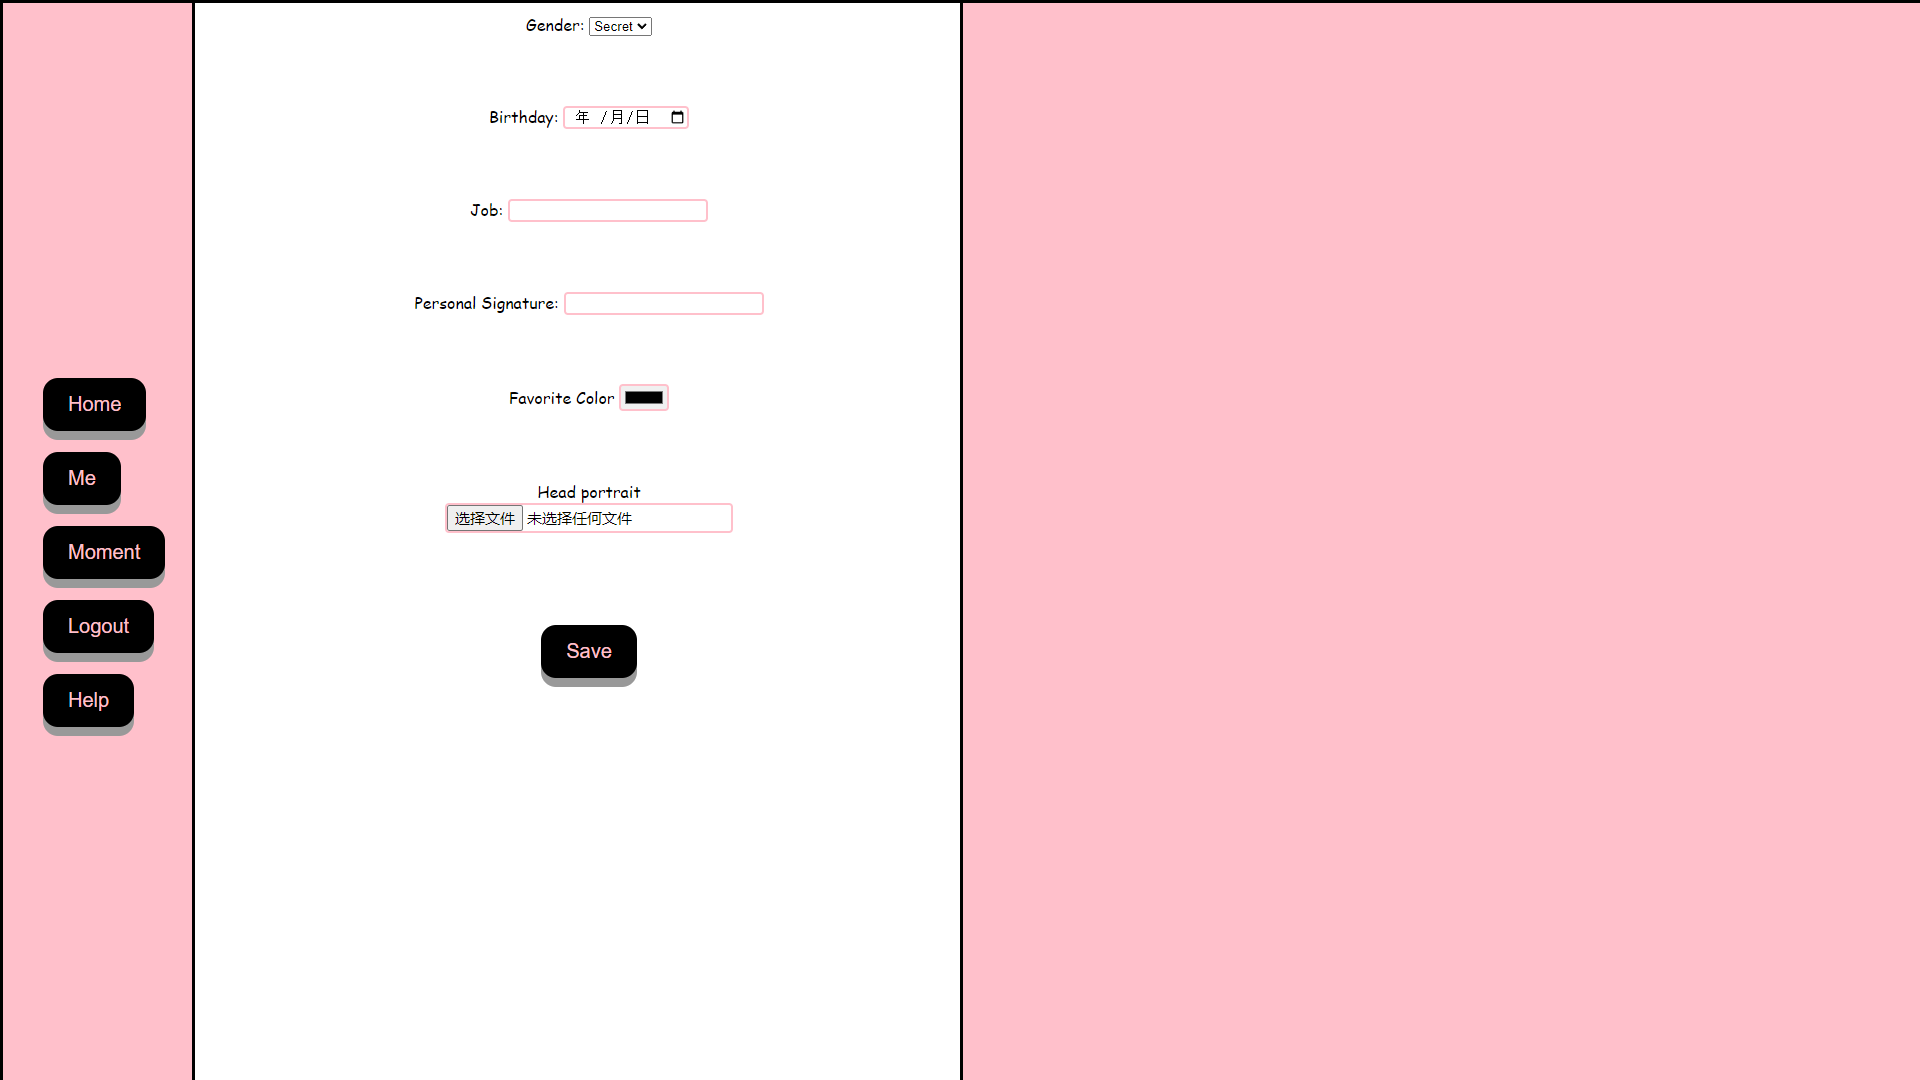 Gender: Secret
Birthday: 年 /月/日
Job:
Personal Signature:
Favorite Color
Head portrait
选择文件 未选择任何文件
Save
Home
Me
Moment
Logout
Help